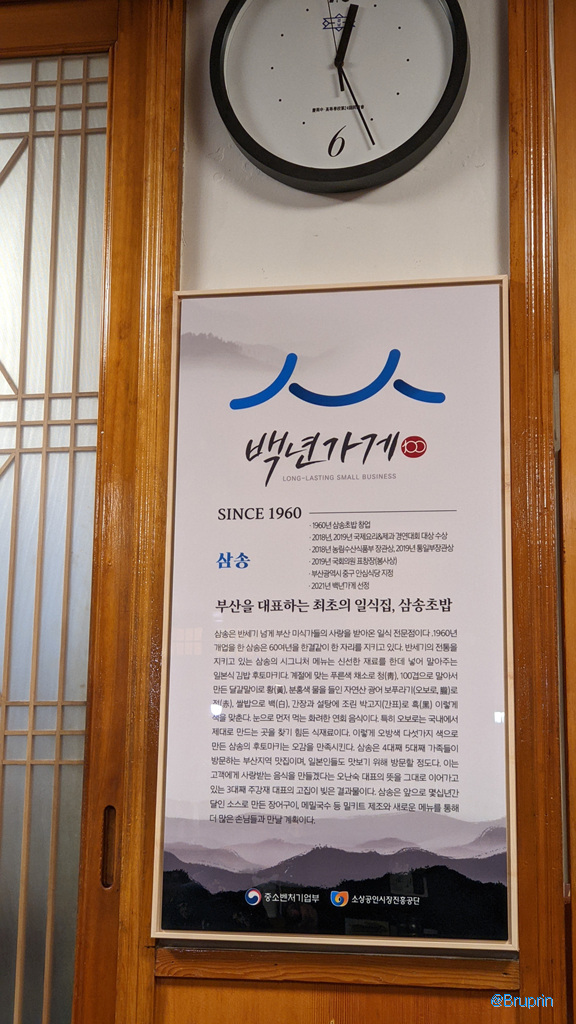 6
백년가게 100
LONG-LASTING SMALL BUSINESS
SINCE 1960
· 1960년 삼송초밥 창업
· 2018년, 2019년 국제요리&제과 경연대회 대상 수상
· 2018년 농림수산식품부 장관상, 2019년 통일부장관상
· 2019년 국회의원 표창장(봉사상)
· 부산광역시 중구 안심식당 지정
· 2021년 백년가게 선정
삼송
부산을 대표하는 최초의 일식집, 삼송초밥
삼송은 반세기 넘게 부산 미식가들의 사랑을 받아온 일식 전문점이다. 1960년
개업을 한 삼송은 60여년을 한결같이 한 자리를 지키고 있다. 반세기의 전통을
지키고 있는 삼송의 시그니처 메뉴는 신선한 재료를 한데 넣어 말아주는
일본식 김밥 후토마키다. 계절에 맞는 푸른색 채소로 청(靑), 100겹으로 말아서
만든 달걀말이로 황(黃), 분홍색 물을 들인 자연산 광어 보푸라기(오보로, 朧)로
적(赤), 쌀밥으로 백(白), 간장과 설탕에 조린 박고지(간표)로 흑(黑) 이렇게
색을 맞춘다. 눈으로 먼저 먹는 화려한 연회 음식이다. 특히 오보로는 국내에서
제대로 만드는 곳을 찾기 힘든 식재료이다. 이렇게 오방색 다섯가지 색으로
만든 삼송의 후토마키는 오감을 만족시킨다. 삼송은 4대째 5대째 가족들이
방문하는 부산지역 맛집이며, 일본인들도 맛보기 위해 방문할 정도다. 이는
고객에게 사랑받는 음식을 만들겠다는 오난숙 대표의 뜻을 그대로 이어가고
있는 3대째 주강재 대표의 고집이 빚은 결과물이다. 삼송은 앞으로 몇십년간
달인 소스로 만든 장어구이, 메밀국수 등 밀키트 제조와 새로운 메뉴를 통해
더 많은 손님들과 만날 계획이다.
중소벤처기업부 소상공인시장진흥공단
@Bruprin